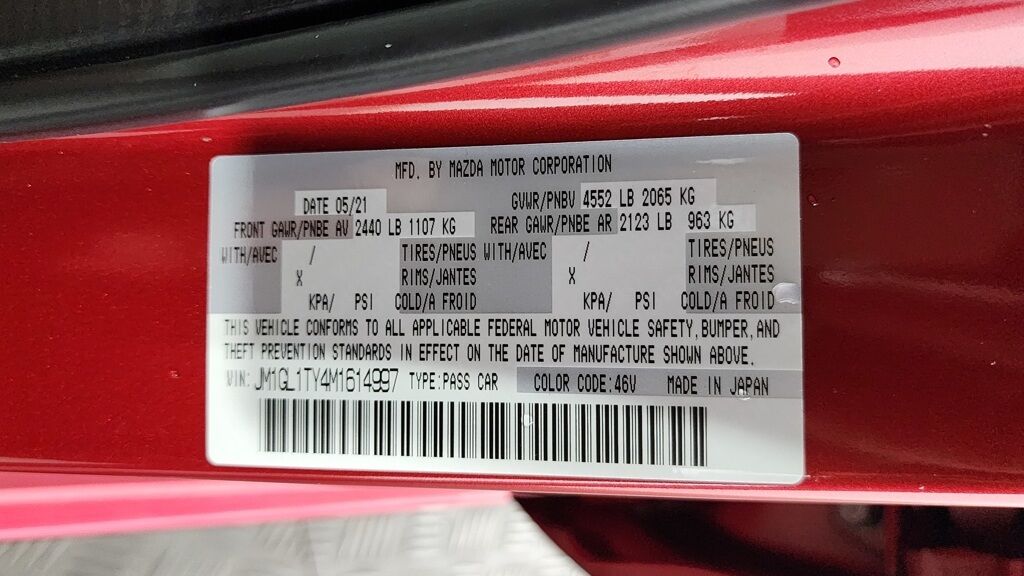 MFD. BY MAZDA MOTOR CORPORATION
DATE 05/21 GVWR/PNBV 4552 LB 2065 KG
FRONT GAWR/PNBE AV 2440 LB 1107 KG REAR GAWR/PNBE AR 2123 LB 963 KG
WITH/AVEC / TIRES/PNEUS WITH/AVEC / TIRES/PNEUS
X RIMS/JANTES X RIMS/JANTES
KPA/ PSI COLD/A FROID KPA/ PSI COLD/A FROID
THIS VEHICLE CONFORMS TO ALL APPLICABLE FEDERAL MOTOR VEHICLE SAFETY, BUMPER, AND
THEFT PREVENTION STANDARDS IN EFFECT ON THE DATE OF MANUFACTURE SHOWN ABOVE.
VIN: JM1GL1TY4M1614997 TYPE:PASS CAR COLOR CODE:46V MADE IN JAPAN